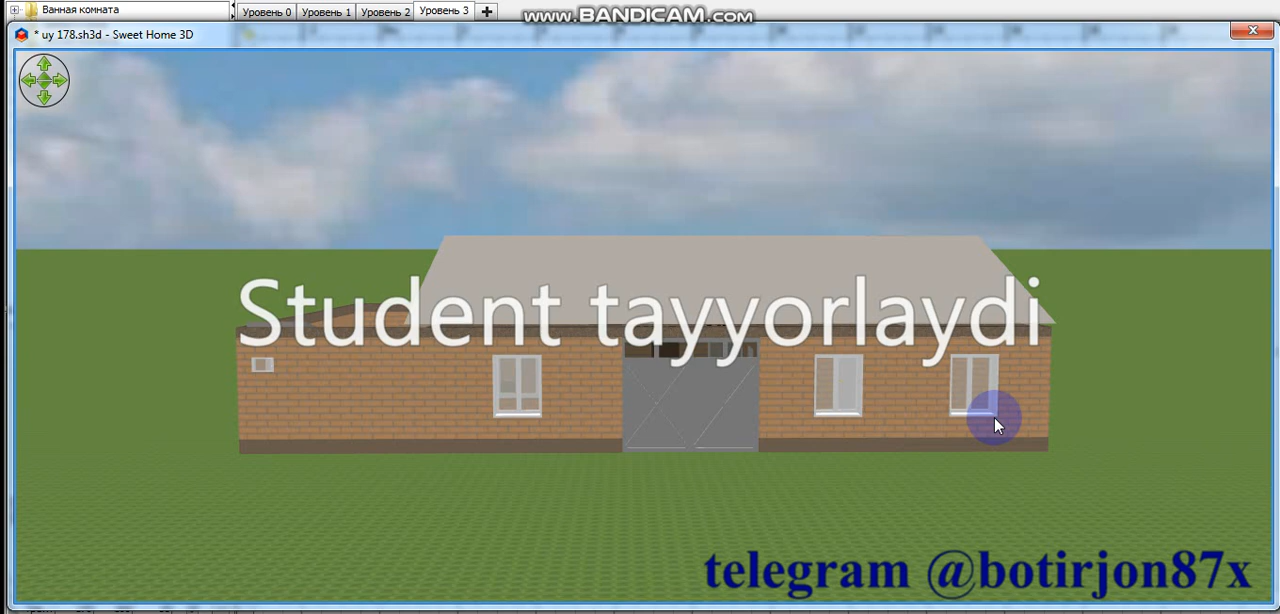 Ванная комната
Уровень 0
Уровень 1
Уровень 2
Уровень 3
www.BANDICAM.com
* uy 178.sh3d - Sweet Home 3D
Student tayyorlaydi
telegram @botirjon87x